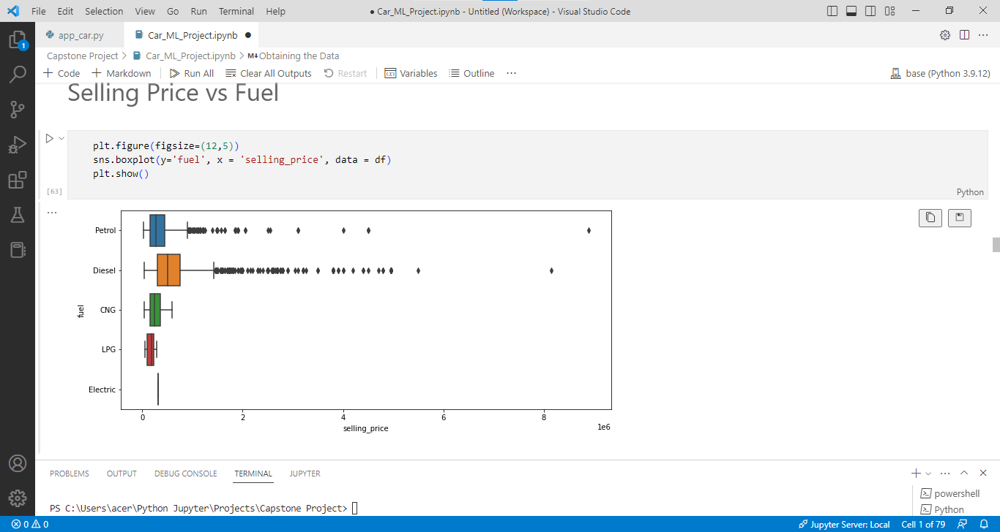 File Edit Selection View Go Run Terminal Help ● Car_ML_Project.ipynb - Untitled (Workspace) - Visual Studio Code
app_car.py Car_ML_Project.ipynb ●
Capstone Project > Car_ML_Project.ipynb > M↓Obtaining the Data
+ Code + Markdown Run All Clear All Outputs Restart Variables Outline ... base (Python 3.9.12)
1
Selling Price vs Fuel
plt.figure(figsize=(12,5))
sns.boxplot(y='fuel', x = 'selling_price', data = df)
plt.show()
[63] Python
...
Petrol
Diesel
CNG
LPG
Electric
fuel
0 2 4 6 8
1e6
selling_price
PROBLEMS OUTPUT DEBUG CONSOLE TERMINAL JUPYTER
PS C:\Users\acer\Python Jupyter\Projects\Capstone Project>
powershell
Python
0 0 Jupyter Server: Local Cell 1 of 79